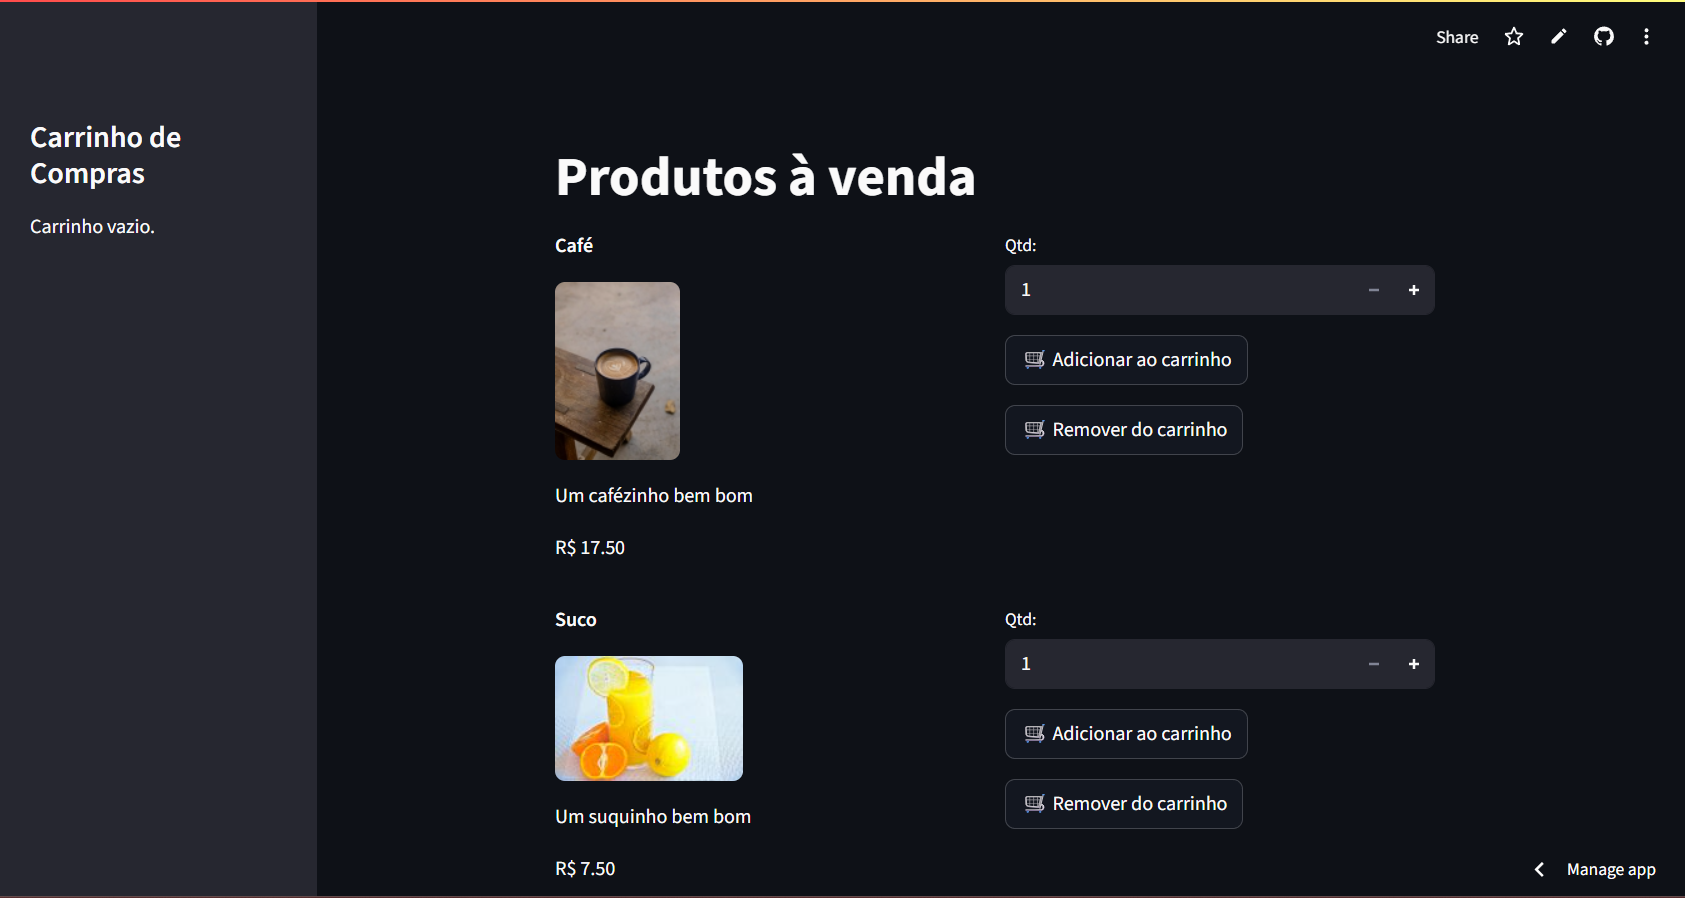 Share
Carrinho de
Compras
Carrinho vazio.
Produtos à venda
Café
Qtd:
1
Adicionar ao carrinho
Remover do carrinho
Um cafézinho bem bom
R$ 17.50
Suco
Qtd:
1
Adicionar ao carrinho
Remover do carrinho
Um suquinho bem bom
R$ 7.50
Manage app